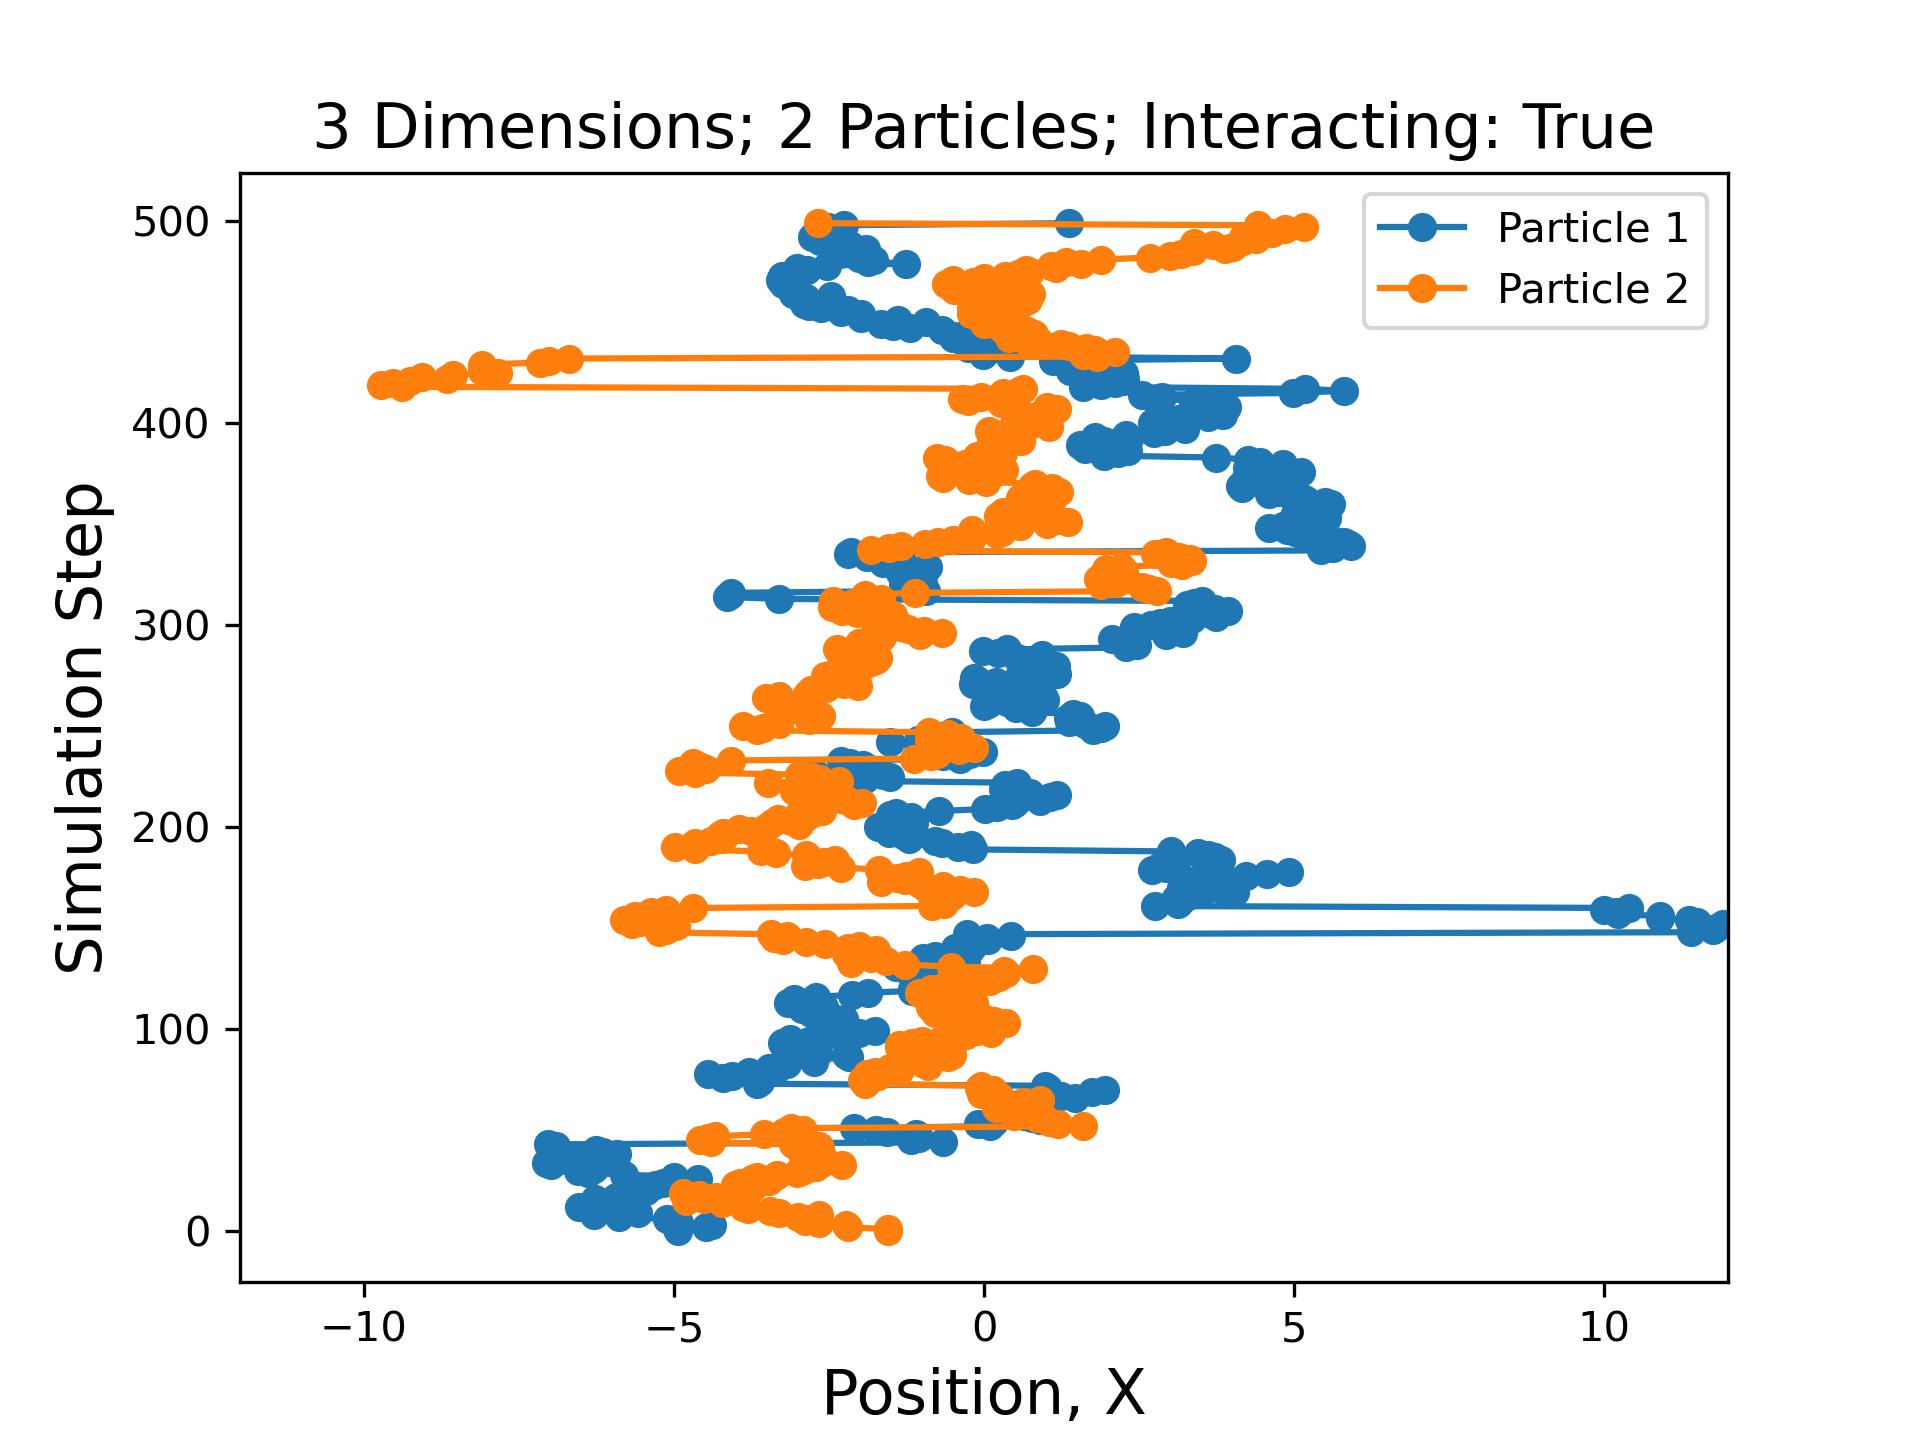 3 Dimensions; 2 Particles; Interacting: True
Particle 1
Particle 2
Simulation Step
500
400
300
200
100
0
−10
−5
0
5
10
Position, X